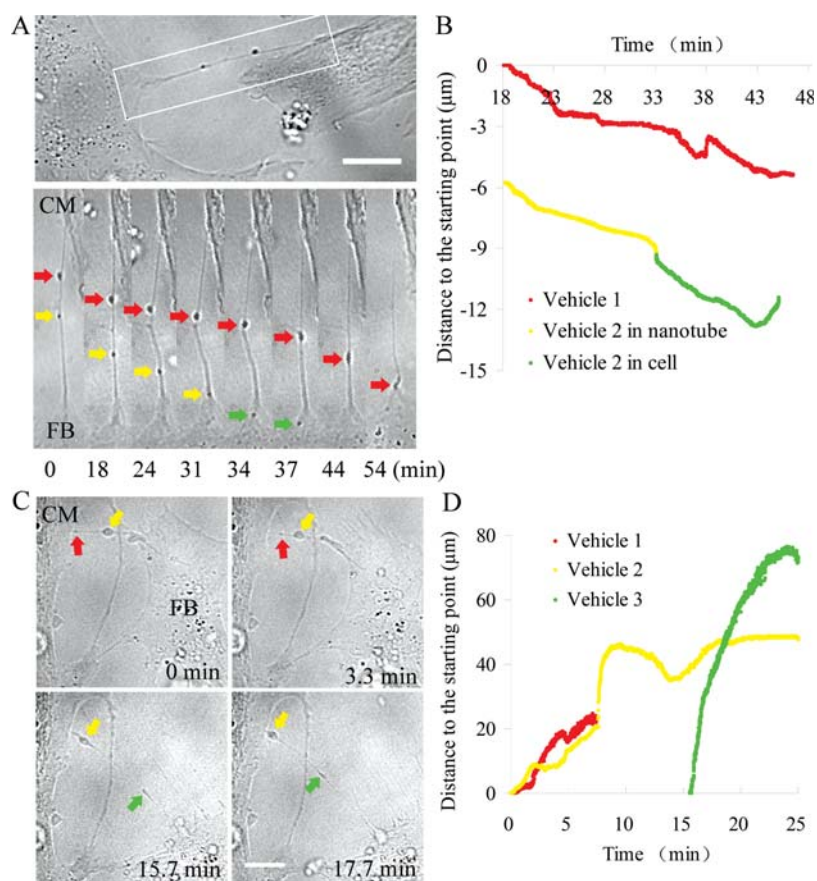 A
CM
FB
0 18 24 31 34 37 44 54 (min)
B
Time (min)
0
18 23 28 33 38 43 48
-3
-6
-9
-12
-15
Distance to the starting point (μm)
Vehicle 1
Vehicle 2 in nanotube
Vehicle 2 in cell
C
CM
FB
0 min
3.3 min
15.7 min
17.7 min
D
80
60
40
20
0
Distance to the starting point (μm)
Vehicle 1
Vehicle 2
Vehicle 3
0 5 10 15 20 25
Time (min)